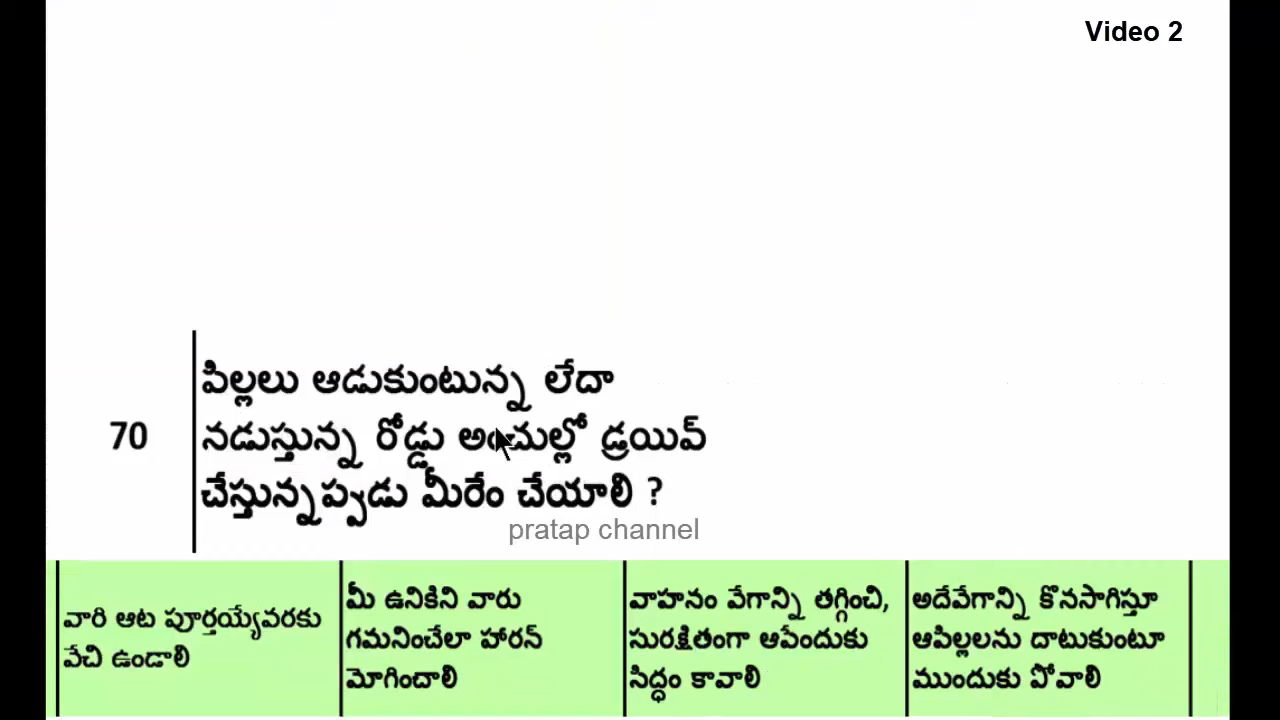 Video 2
పిల్లలు ఆడుకుంటున్న లేదా
70
నడుస్తున్న రోడ్డు అంచుల్లో డ్రయివ్
చేస్తున్నప్పడు మీరేం చేయాలి ?
pratap channel
వారి ఆట పూర్తయ్యేవరకు
వేచి ఉండాలి
మీ ఉనికిని వారు
గమనించేలా హారన్
మోగించాలి
వాహనం వేగాన్ని తగ్గించి,
సురక్షితంగా ఆపేందుకు
సిద్ధం కావాలి
అదేవేగాన్ని కొనసాగిస్తూ
ఆపిల్లలను దాటుకుంటూ
ముందుకు పోవాలి